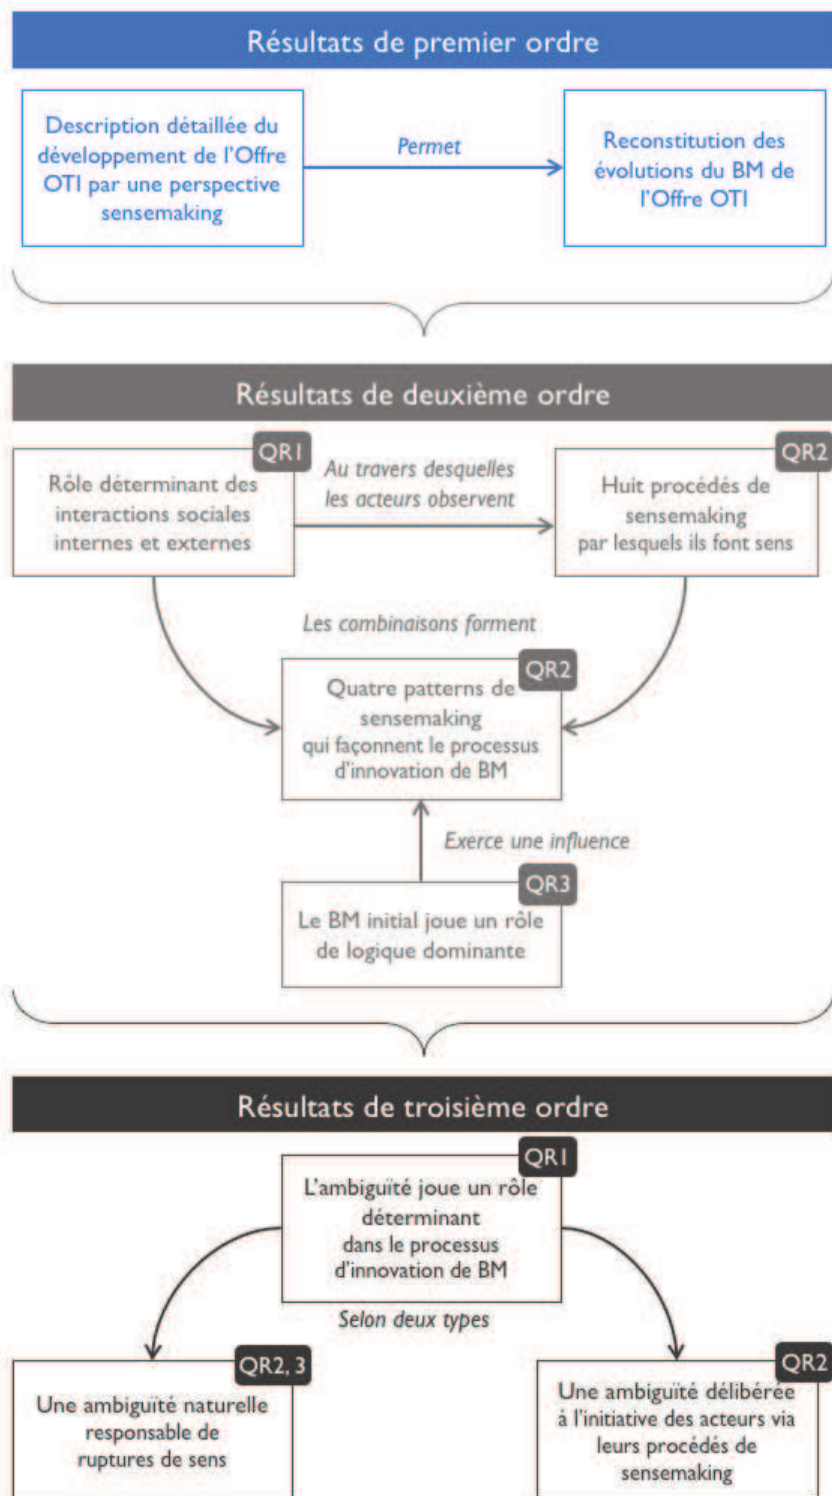 Résultats de premier ordre
Description détaillée du
développement de l'Offre
OTI par une perspective
sensemaking
Permet
Reconstitution des
évolutions du BM de
l'Offre OTI
Résultats de deuxième ordre
QR1
Rôle déterminant des
interactions sociales
internes et externes
Au travers desquelles
les acteurs observent
QR2
Huit procédés de
sensemaking
par lesquels ils font sens
Les combinaisons forment
QR2
Quatre patterns de
sensemaking
qui façonnent le processus
d'innovation de BM
Exerce une influence
QR3
Le BM initial joue un rôle
de logique dominante
Résultats de troisième ordre
QR1
L'ambiguïté joue un rôle
déterminant
dans le processus
d'innovation de BM
Selon deux types
QR2, 3
Une ambiguïté naturelle
responsable de
ruptures de sens
QR2
Une ambiguïté délibérée
à l'initiative des acteurs via
leurs procédés de
sensemaking